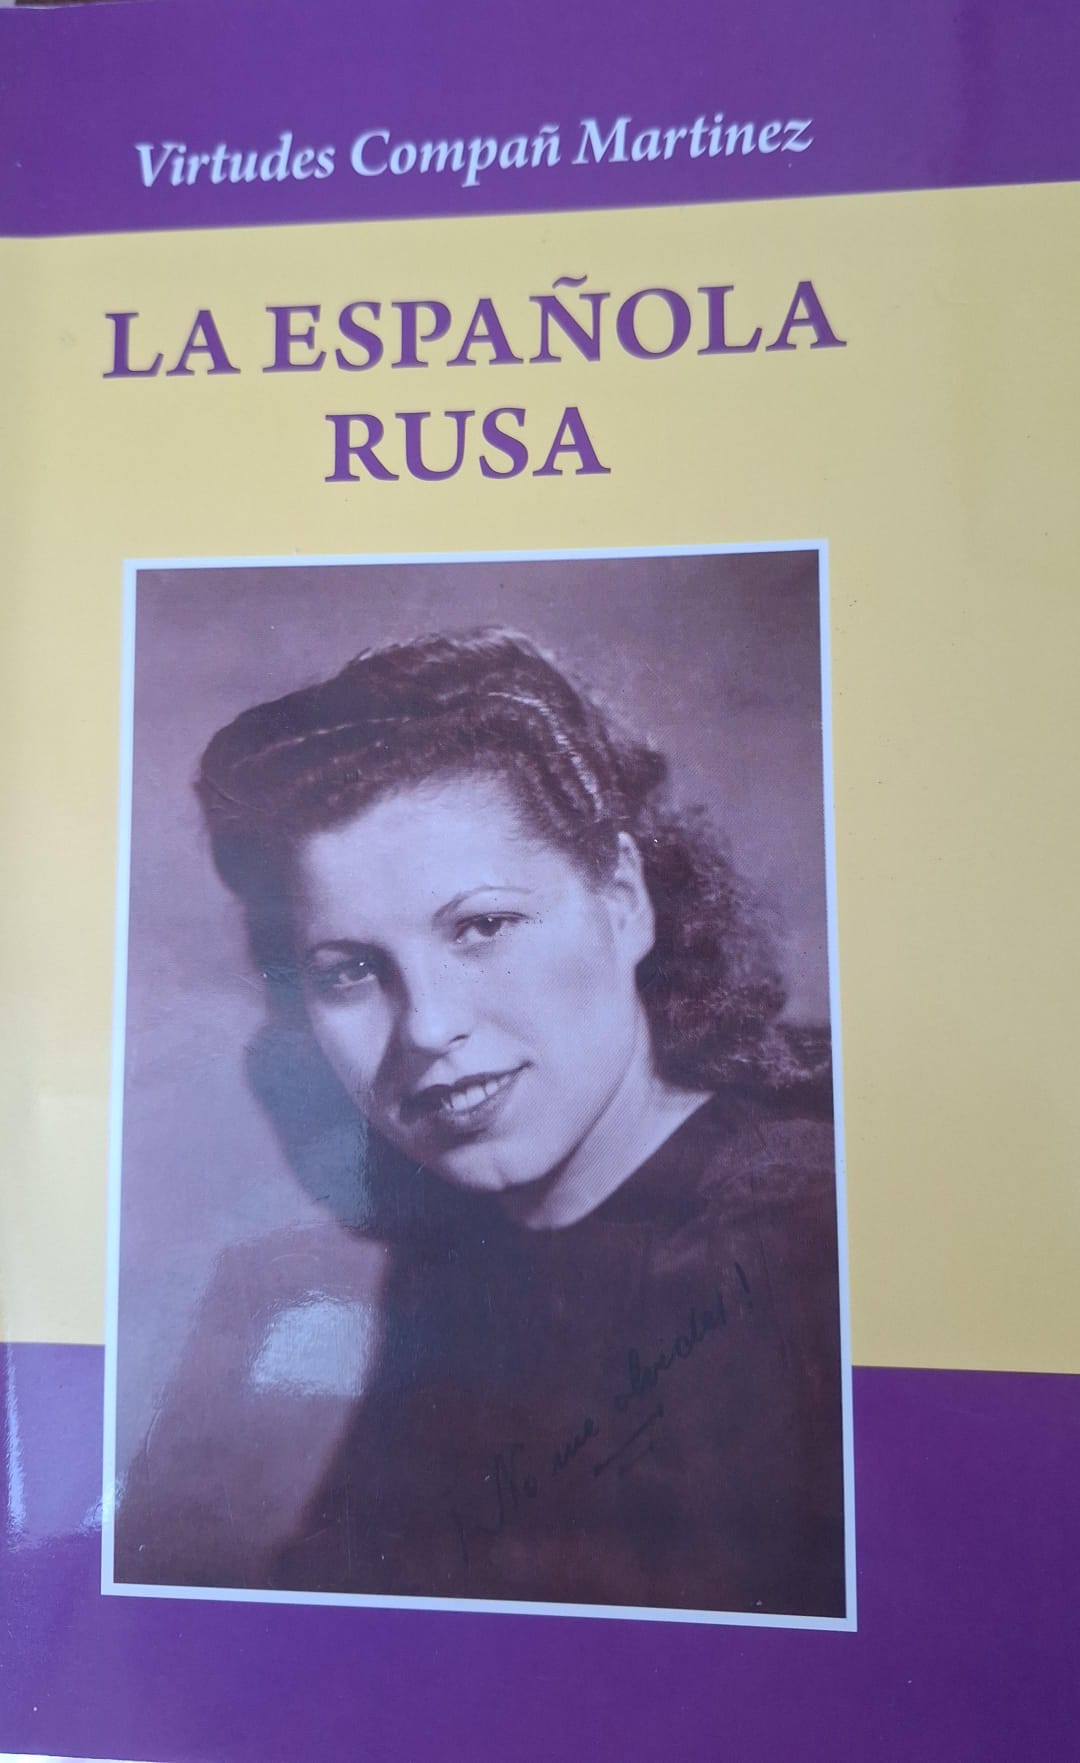 Virtudes Compañ Martinez
LA ESPAÑOLA
RUSA
¡No me olvides!